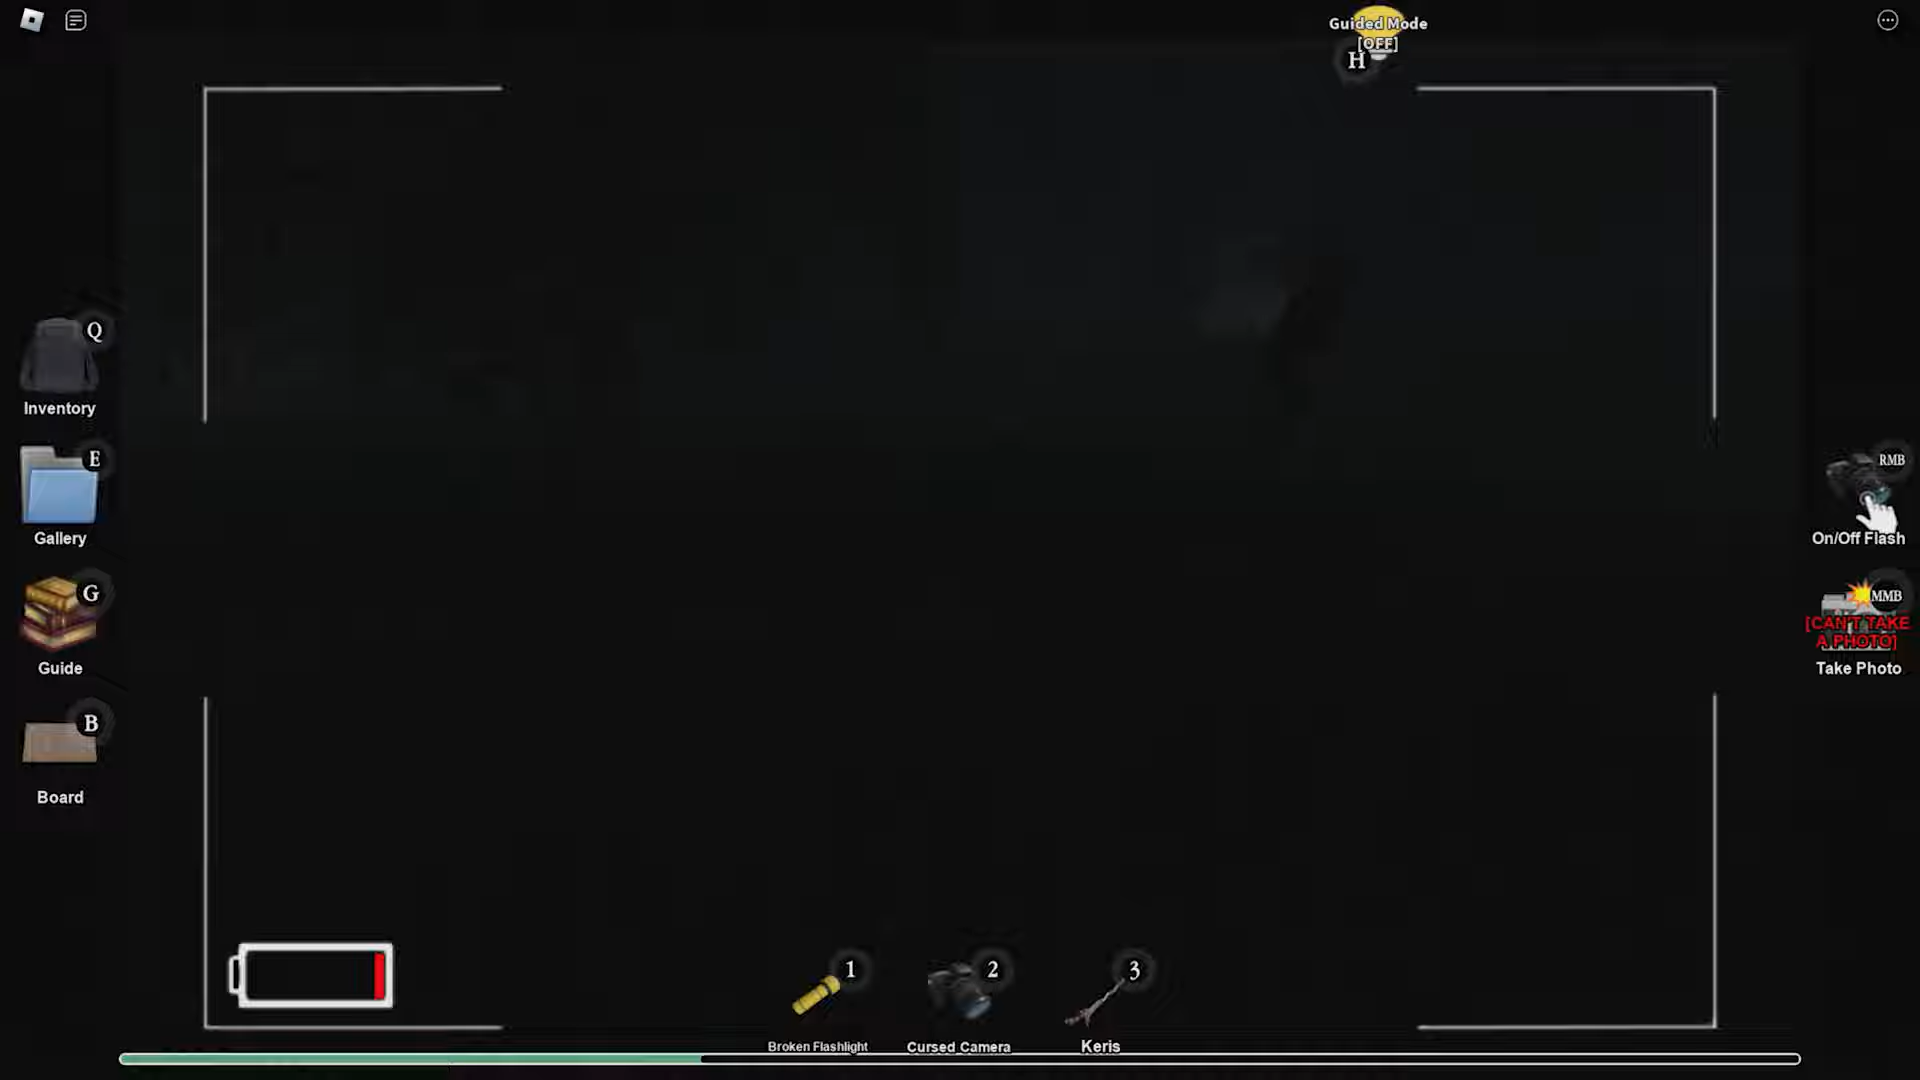 Guided Mode
[OFF]
H
Q
Inventory
E
Gallery
G
Guide
B
Board
RMB
On/Off Flash
MMB
[CAN'T TAKE
A PHOTO]
Take Photo
1
Broken Flashlight
2
Cursed Camera
3
Keris